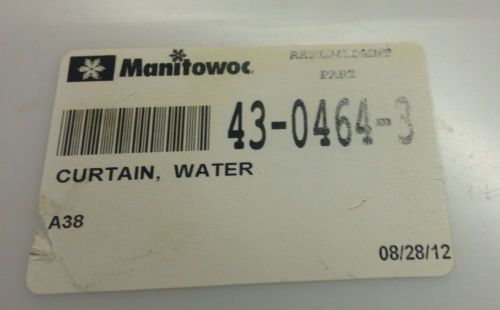 Manitowoc
REPLACEMENT
PART
43-0464-3
CURTAIN, WATER
A38
08/28/12